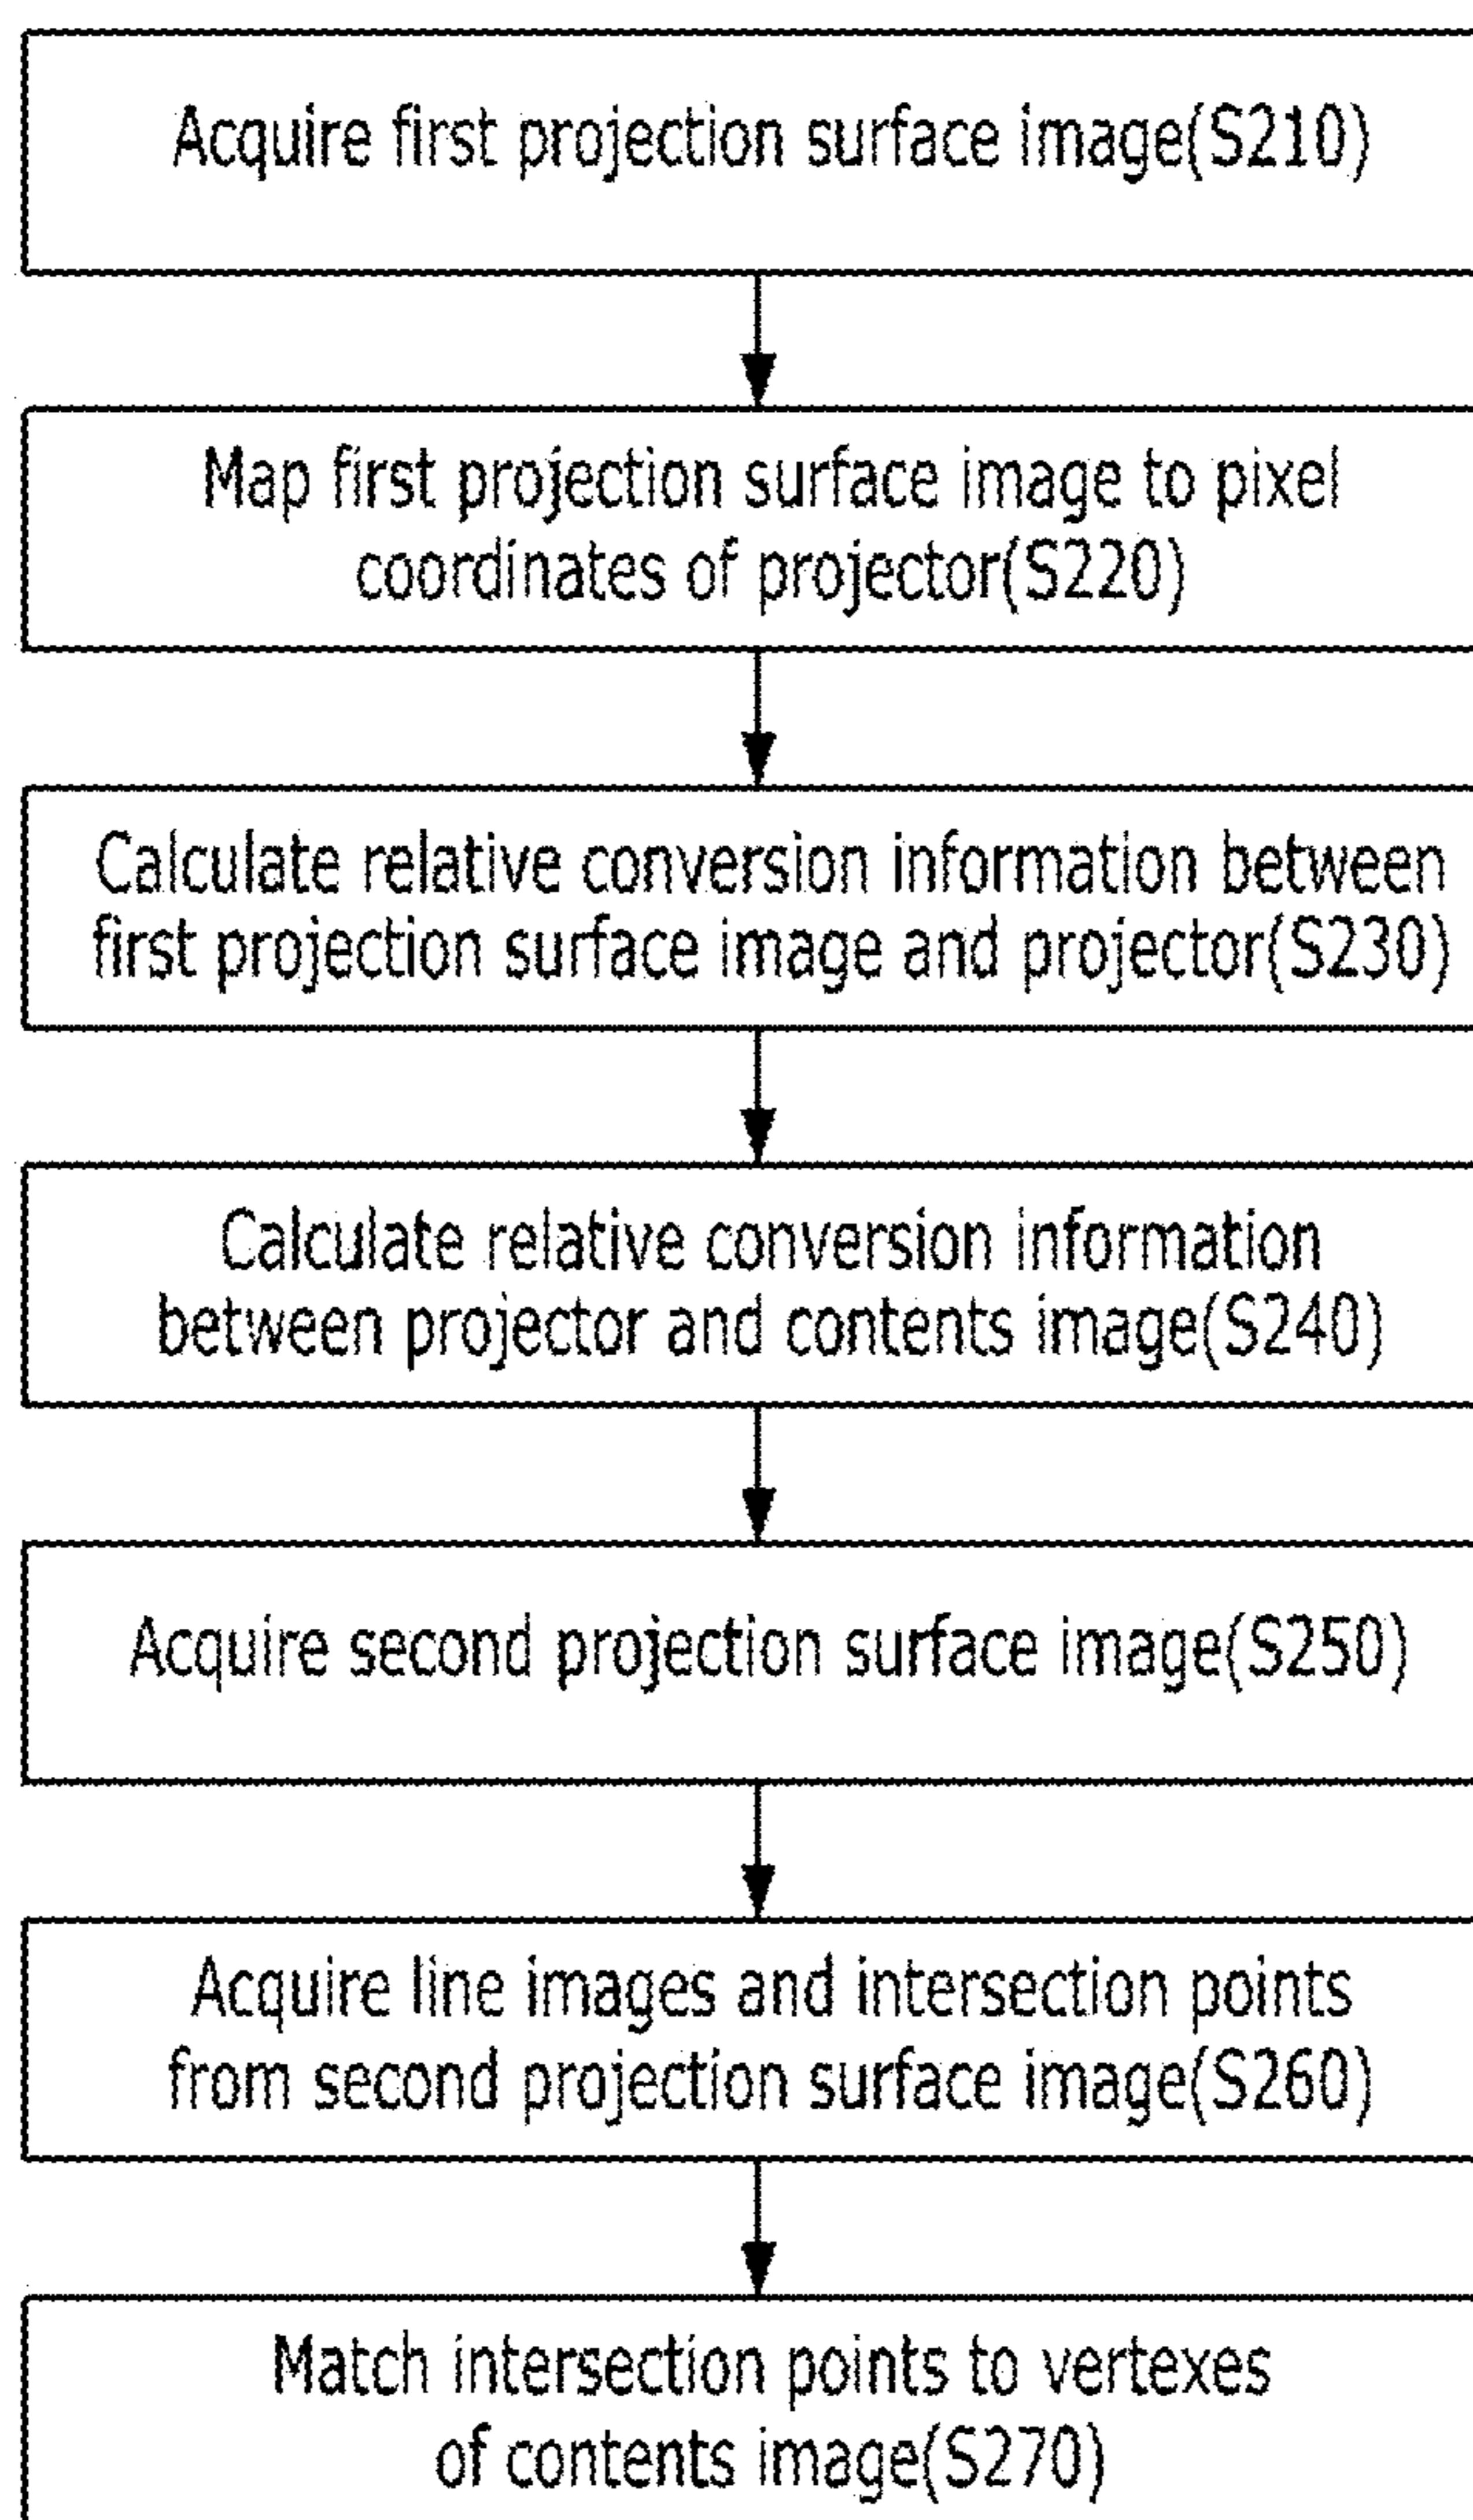 Acquire first projection surface image(S210)
Map first projection surface image to pixel
coordinates of projector(S220)
Calculate relative conversion information between
first projection surface image and projector(S230)
Calculate relative conversion information
between projector and contents image(S240)
Acquire second projection surface image(S250)
Acquire line images and intersection points
from second projection surface image(S260)
Match intersection points to vertexes
of contents image(S270)